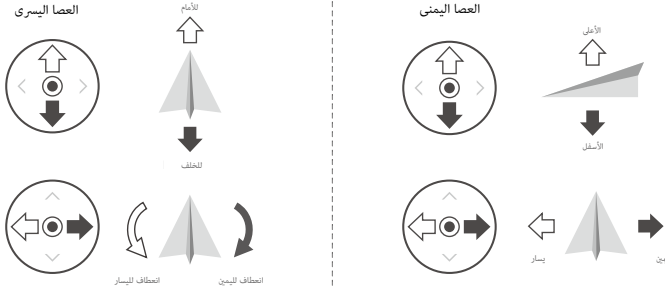 العصا اليسرى
للأمام
للخلف
انعطاف لليسار
انعطاف لليمين
العصا اليمنى
الأعلى
الأسفل
يسار